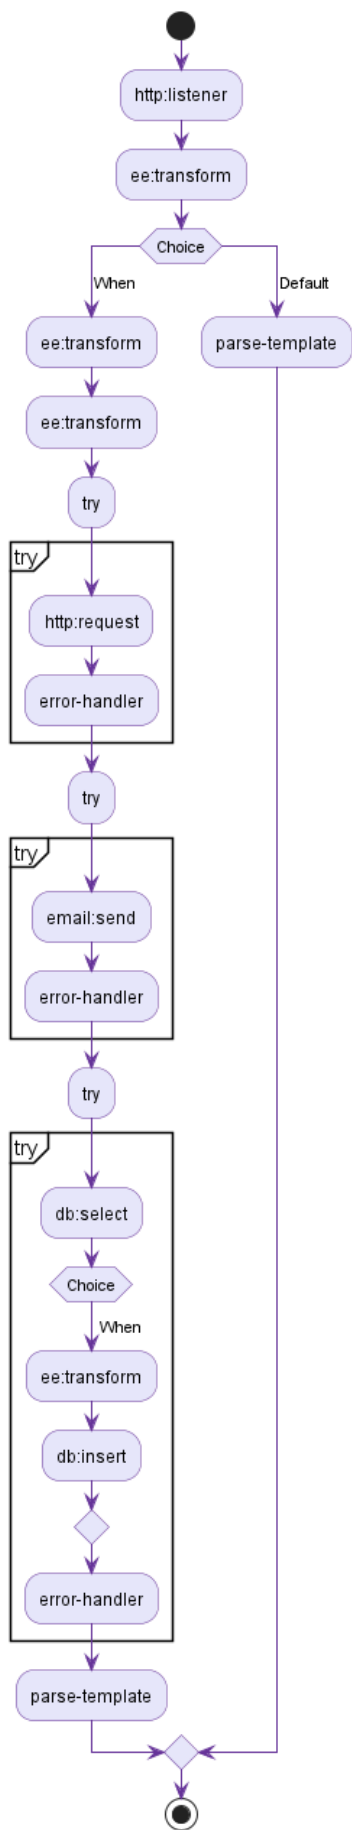 http:listener
ee:transform
Choice
When
Default
ee:transform
parse-template
ee:transform
try
try
http:request
error-handler
try
try
email:send
error-handler
try
try
db:select
Choice
When
ee:transform
db:insert
error-handler
parse-template